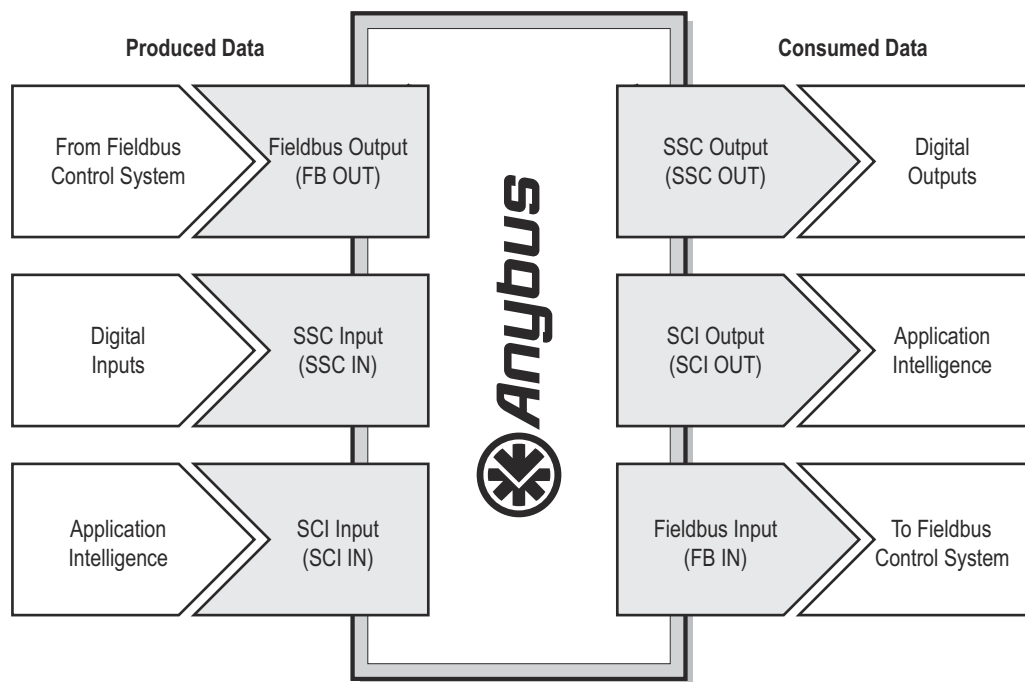 Produced Data
Consumed Data
From Fieldbus
Control System
Fieldbus Output
(FB OUT)
SSC Output
(SSC OUT)
Digital
Outputs
Digital
Inputs
SSC Input
(SSC IN)
Anybus
SCI Output
(SCI OUT)
Application
Intelligence
Application
Intelligence
SCI Input
(SCI IN)
Fieldbus Input
(FB IN)
To Fieldbus
Control System